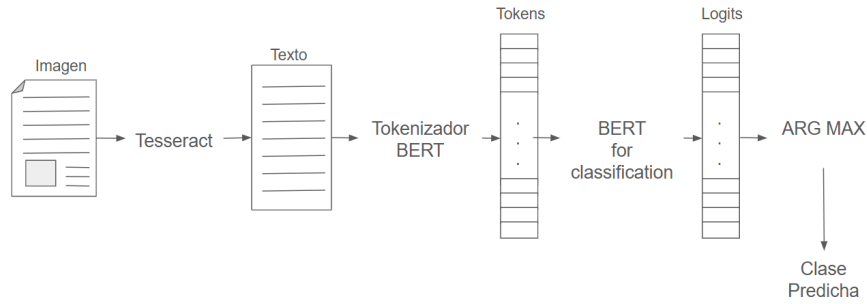 Imagen
Tesseract
Texto
Tokenizador
BERT
Tokens
BERT
for
classification
Logits
ARG MAX
Clase
Predicha